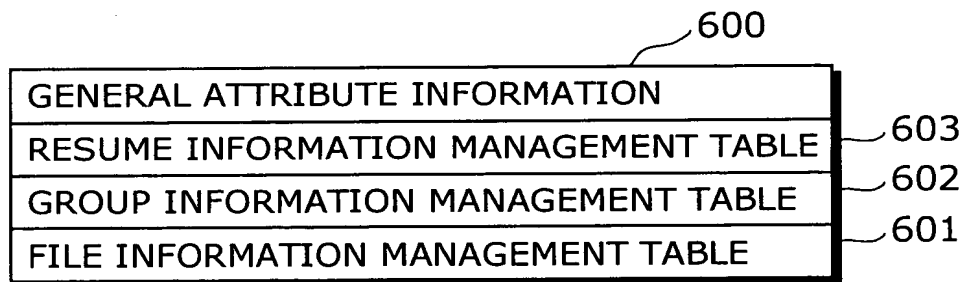 600
GENERAL ATTRIBUTE INFORMATION
RESUME INFORMATION MANAGEMENT TABLE
603
GROUP INFORMATION MANAGEMENT TABLE
602
FILE INFORMATION MANAGEMENT TABLE
601